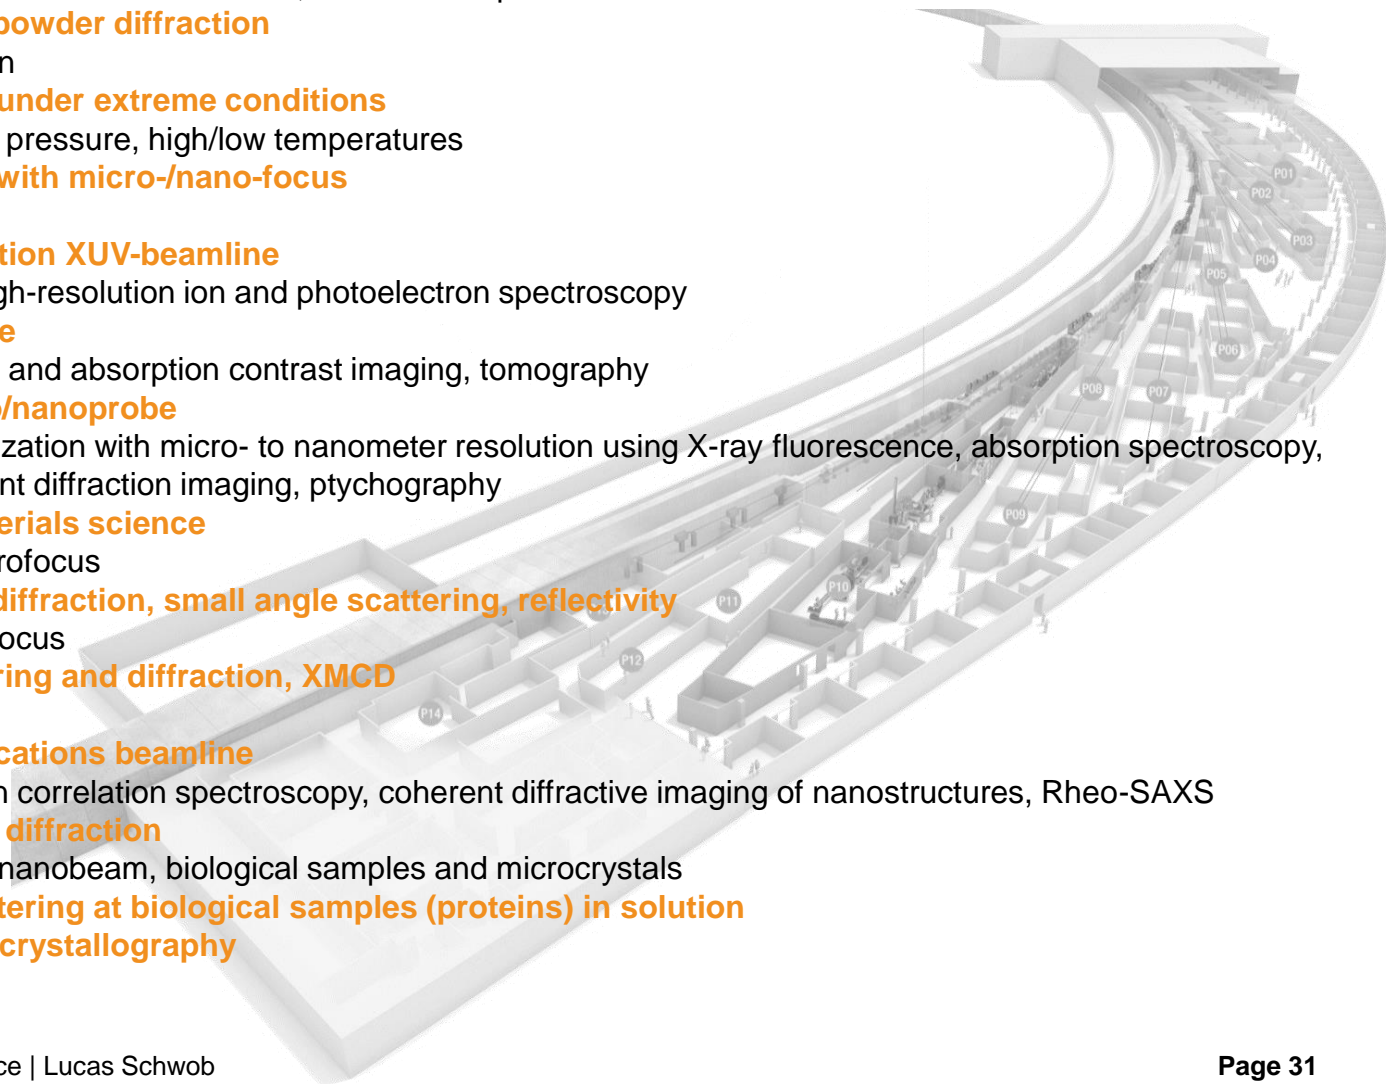 powder diffraction
n
under extreme conditions
pressure, high/low temperatures
with micro-/nano-focus
tion XUV-beamline
gh-resolution ion and photoelectron spectroscopy
e
and absorption contrast imaging, tomography
o/nanoprobe
zation with micro- to nanometer resolution using X-ray fluorescence, absorption spectroscopy,
nt diffraction imaging, ptychography
erials science
rofocus
diffraction, small angle scattering, reflectivity
ocus
ring and diffraction, XMCD
cations beamline
n correlation spectroscopy, coherent diffractive imaging of nanostructures, Rheo-SAXS
diffraction
nanobeam, biological samples and microcrystals
tering at biological samples (proteins) in solution
crystallography
P01
P02
P03
P04
P05
P06
P07
P08
P09
P10
P11
P12
P14
ce | Lucas Schwob
Page 31